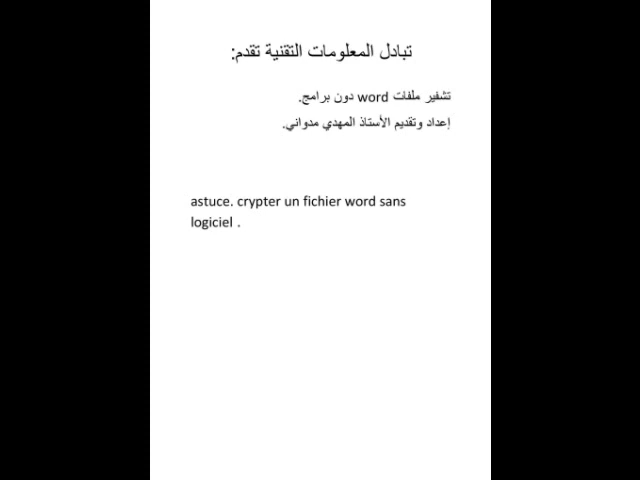 تبادل المعلومات التقنية تقدم:
تشفير ملفات word دون برامج.
إعداد وتقديم الأستاذ المهدي مدواني.
astuce. crypter un fichier word sans
logiciel .